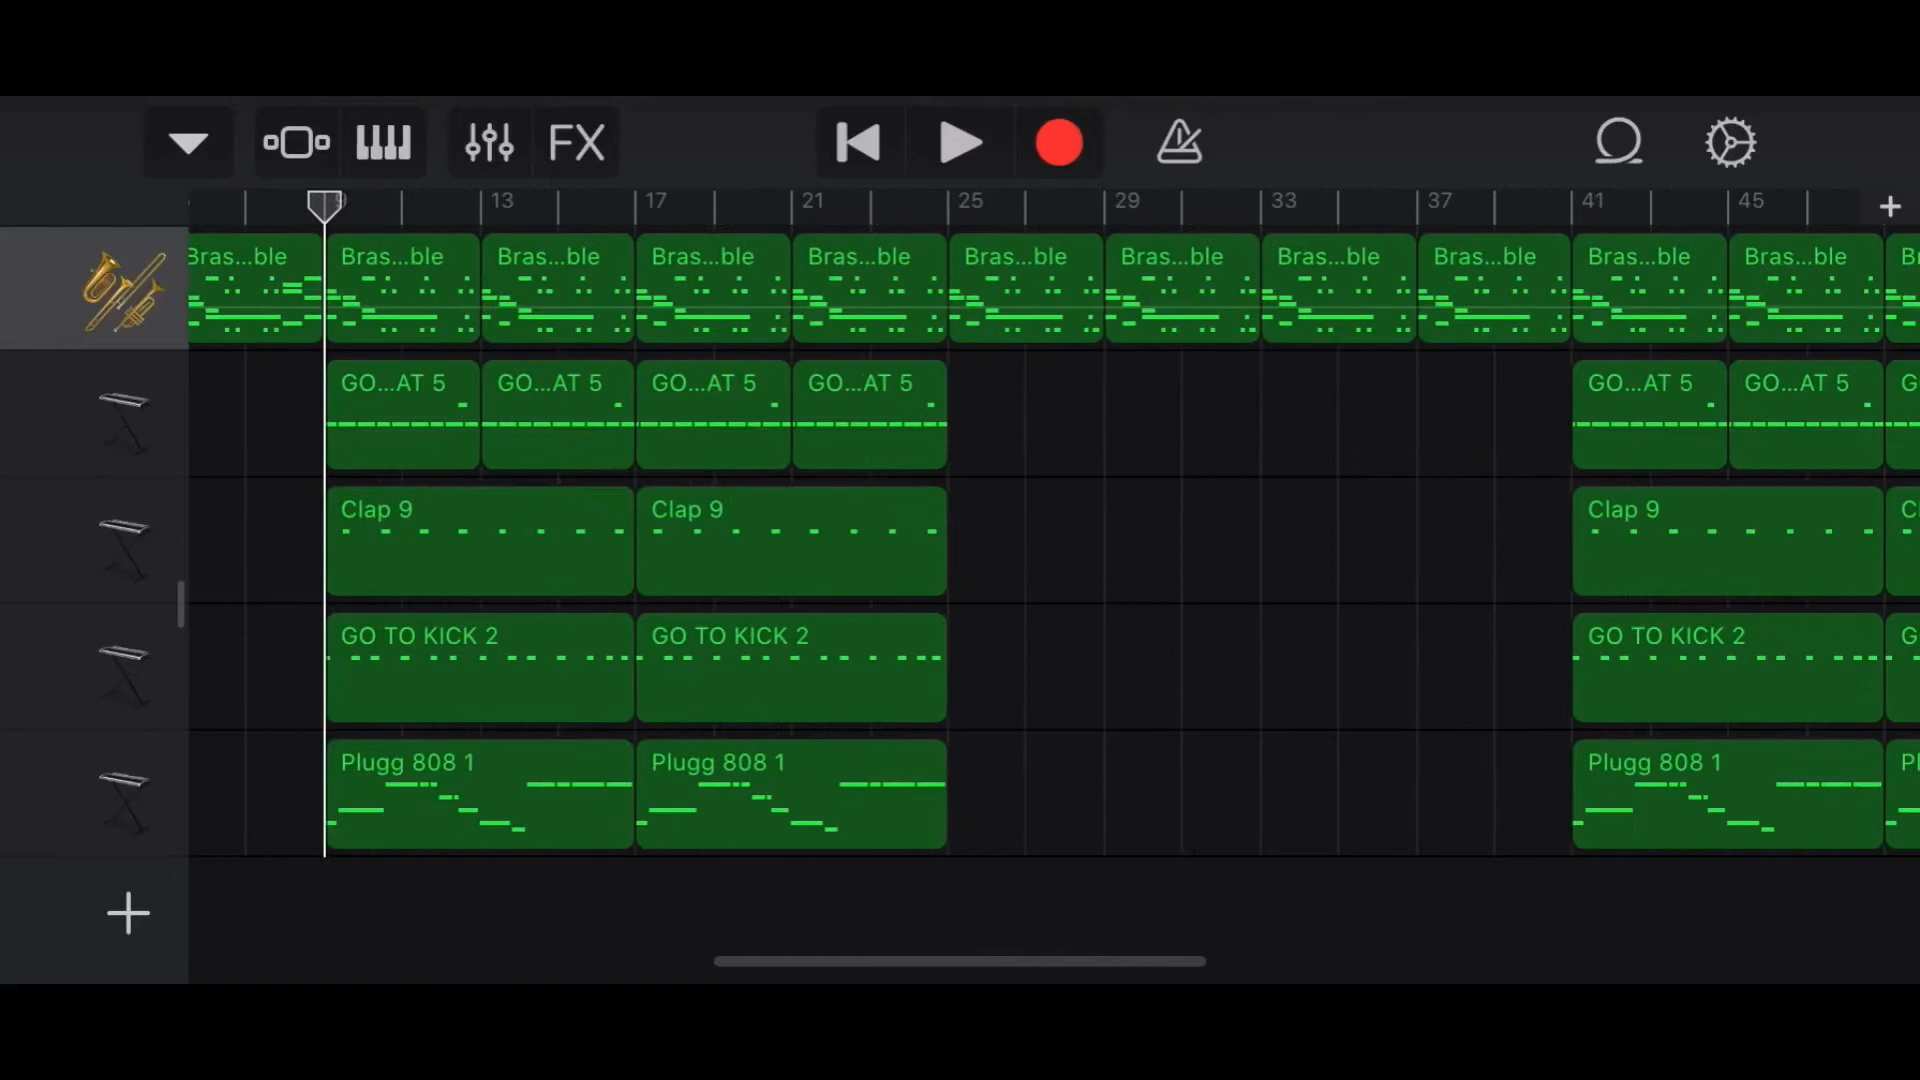 FX
9 13 17 21 25 29 33 37 41 45
Bras...ble Bras...ble Bras...ble Bras...ble Bras...ble Bras...ble Bras...ble Bras...ble Bras...ble Bras...ble Bras...ble
GO...AT 5 GO...AT 5 GO...AT 5 GO...AT 5 GO...AT 5 GO...AT 5 G
Clap 9 Clap 9 Clap 9
GO TO KICK 2 GO TO KICK 2 GO TO KICK 2 G
Plugg 808 1 Plugg 808 1 Plugg 808 1 Pl